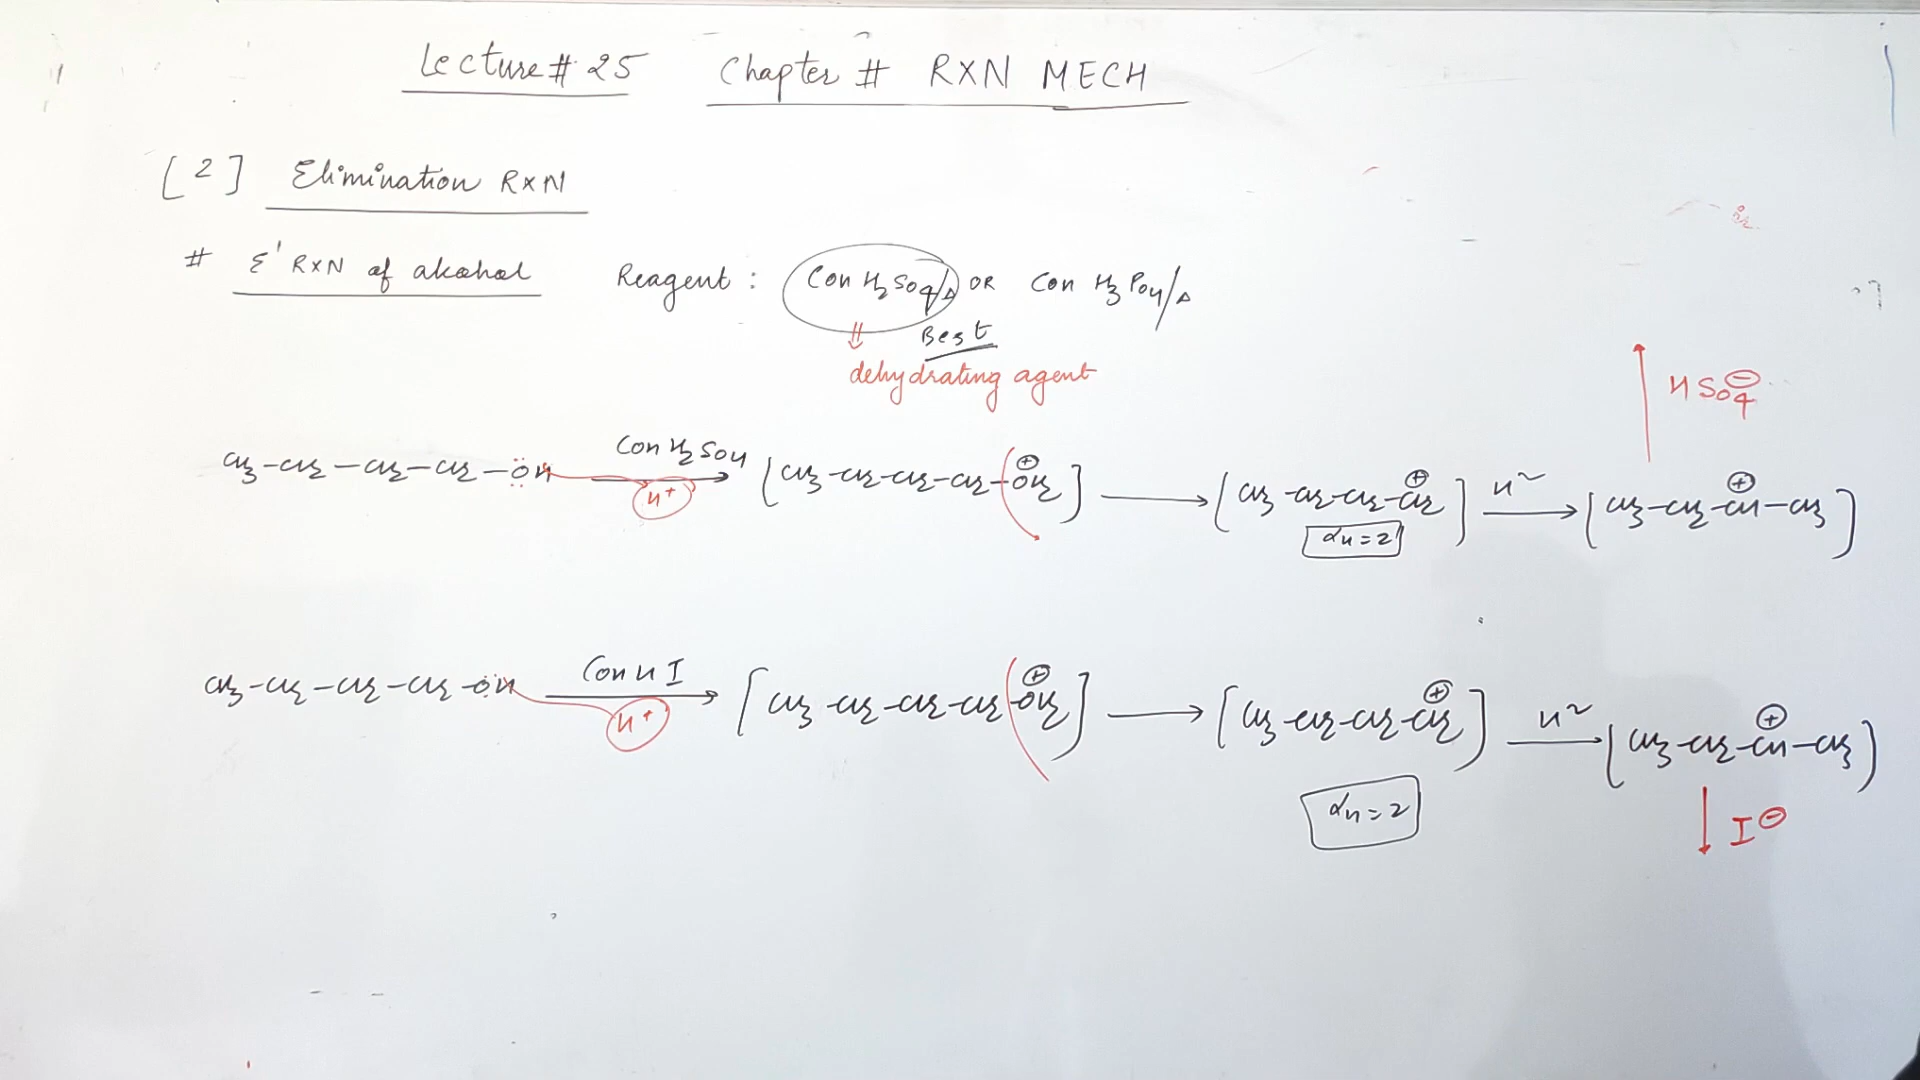 Lecture # 25 Chapter # RXN MECH
[2] Elimination RXN
# E' RXN of alcohol Reagent : Con H2SO4/Δ OR Con H3PO4/Δ
Best
dehydrating agent
HSO4⊖
CH3-CH2-CH2-CH2-ÖH Con H2SO4 → H+ [CH3-CH2-CH2-CH2-⊕OH2] → [CH3-CH2-CH2-⊕CH2] H~ → [CH3-CH2-⊕CH-CH3]
αH=2
CH3-CH2-CH2-CH2-ÖH Con HI → H+ [CH3-CH2-CH2-CH2-⊕OH2] → [CH3-CH2-CH2-⊕CH2] H~ → [CH3-CH2-⊕CH-CH3]
αH=2
↓ I⊖